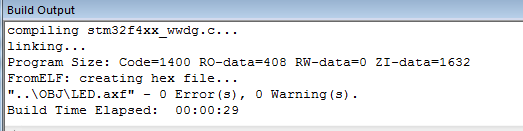 Build Output
compiling stm32f4xx_wwdg.c...
linking...
Program Size: Code=1400 RO-data=408 RW-data=0 ZI-data=1632
FromELF: creating hex file...
"..\OBJ\LED.axf" - 0 Error(s), 0 Warning(s).
Build Time Elapsed:  00:00:29